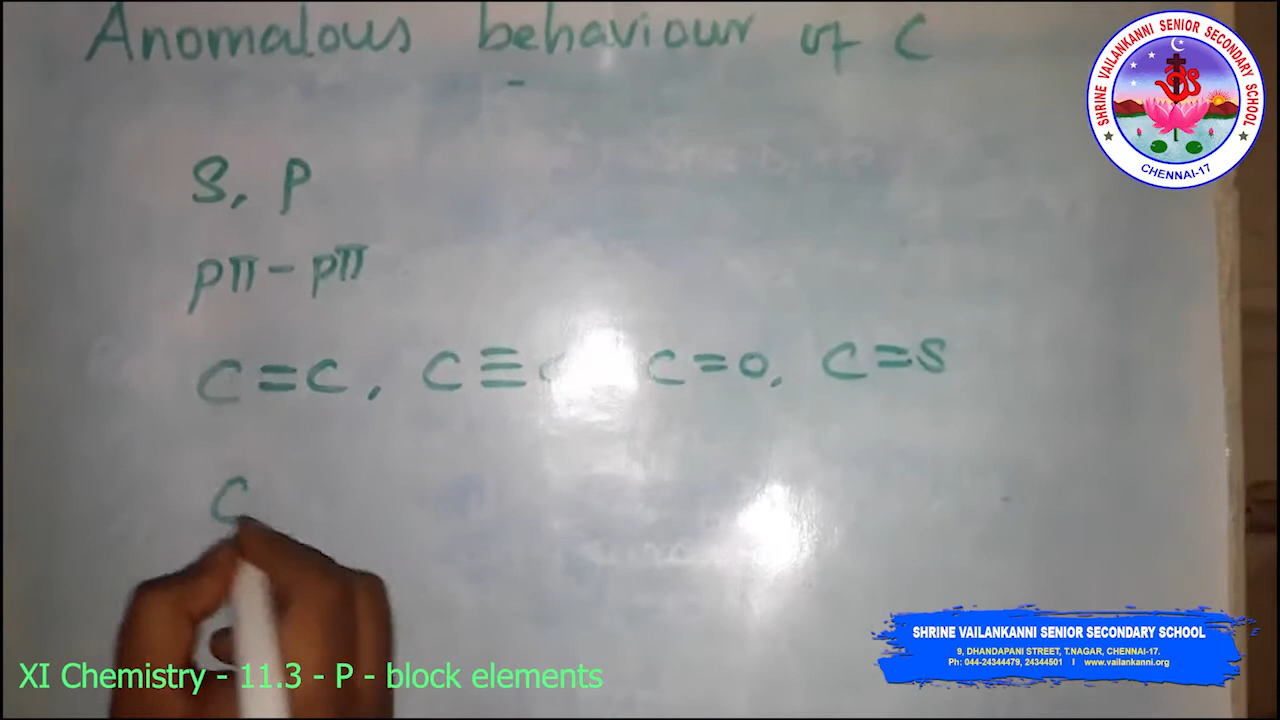 Anomalous behaviour of C
S, P
pπ - pπ
C=C, C≡ C=O, C=S
C
SHRINE VAILANKANNI SENIOR SECONDARY SCHOOL
CHENNAI-17
SHRINE VAILANKANNI SENIOR SECONDARY SCHOOL
9, DHANDAPANI STREET, T.NAGAR, CHENNAI-17.
Ph: 044-24344479, 24344501 I www.vailankanni.org
XI Chemistry - 11.3 - P - block elements